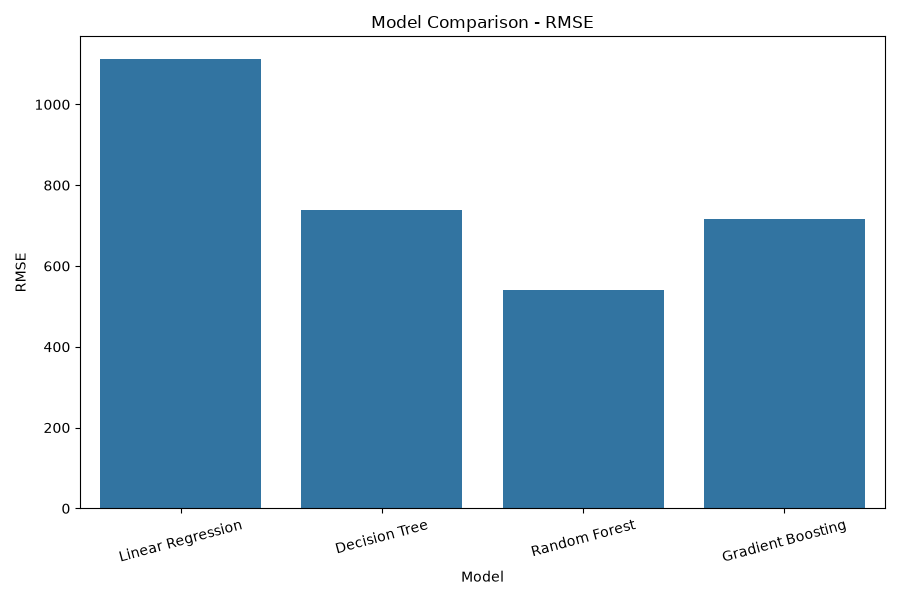 Model Comparison - RMSE
RMSE
1000
800
600
400
200
0
Linear Regression
Decision Tree
Random Forest
Gradient Boosting
Model